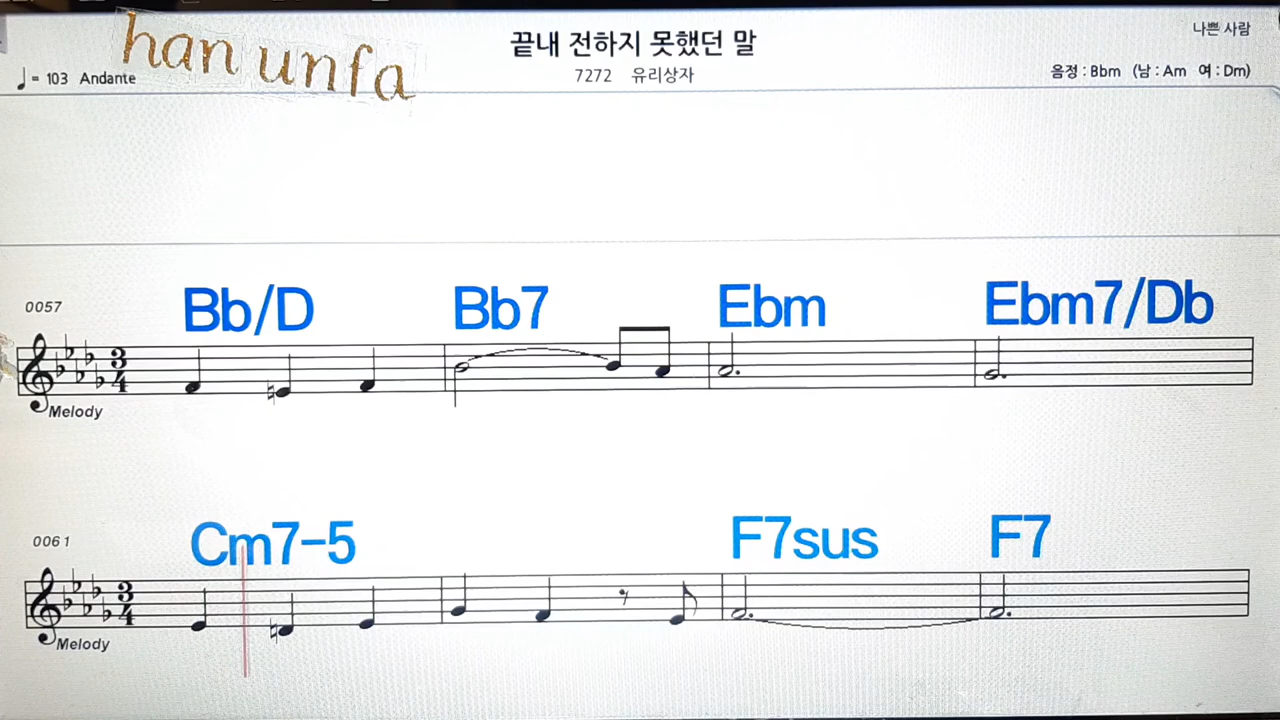 han unfa
끝내 전하지 못했던 말
나쁜 사람
♩= 103 Andante
7272 유리상자
음정 : Bbm (남 : Am 여 : Dm)
0057
Bb/D Bb7 Ebm Ebm7/Db
3/4
Melody
0061
Cm7-5 F7sus F7
3/4
Melody